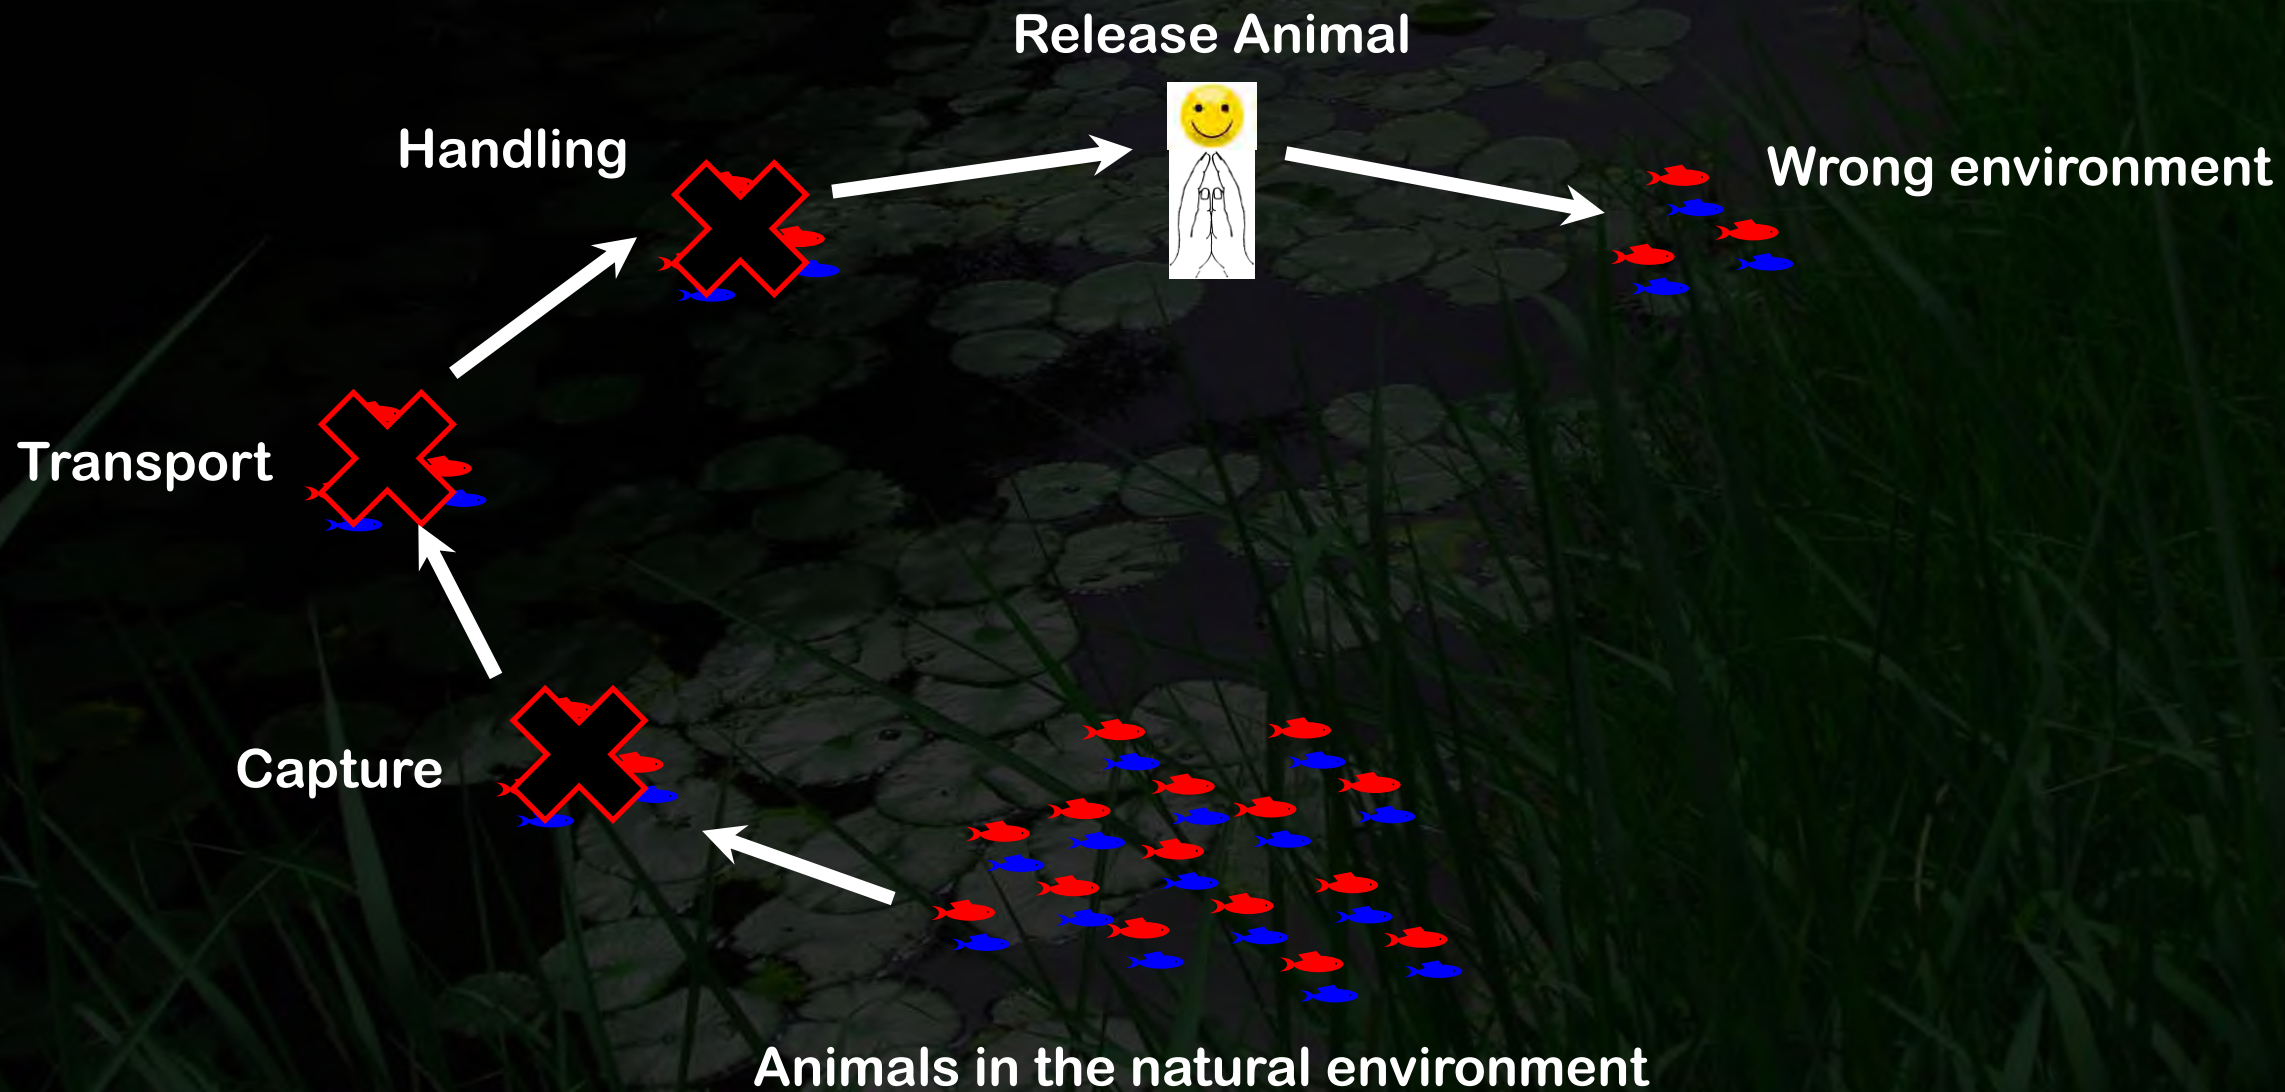 Release Animal
Handling
Wrong environment
Transport
Capture
Animals in the natural environment